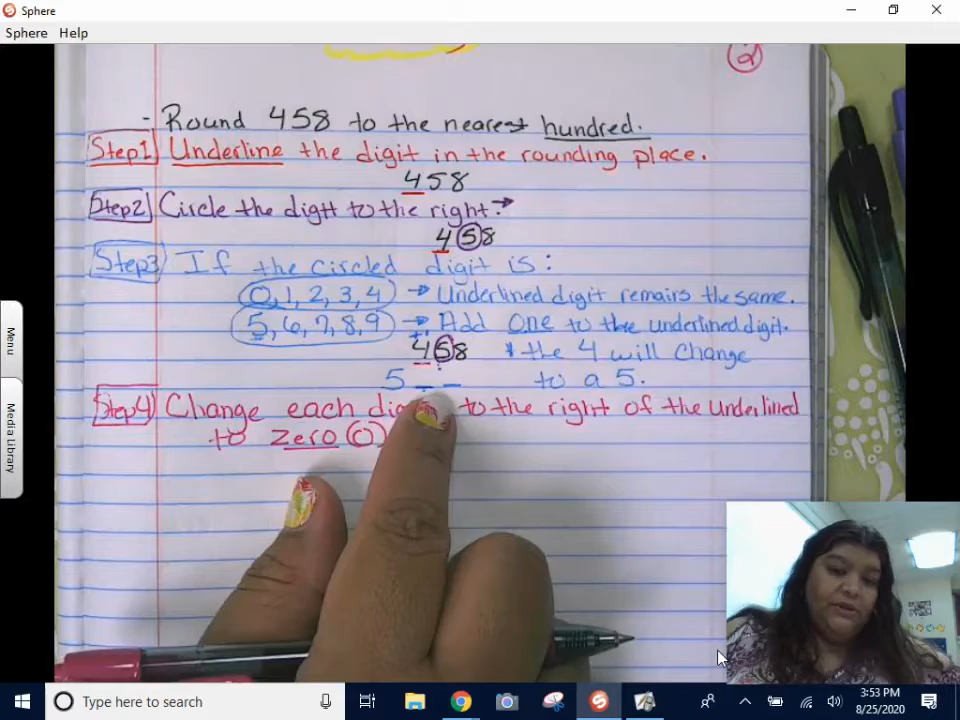 Sphere
Sphere Help
②
- Round 458 to the nearest hundred.
Step1 Underline the digit in the rounding place.
458
Step2 Circle the digit to the right.→
458
Step3 If the circled digit is:
0, 1, 2, 3, 4 → Underlined digit remains the same.
5, 6, 7, 8, 9 → Add one to the underlined digit.
458 * the 4 will change
5 _ _ to a 5.
Step4 Change each to the right of the underlined
to zero (0)
Menu
Media Library
Type here to search
3:53 PM
8/25/2020